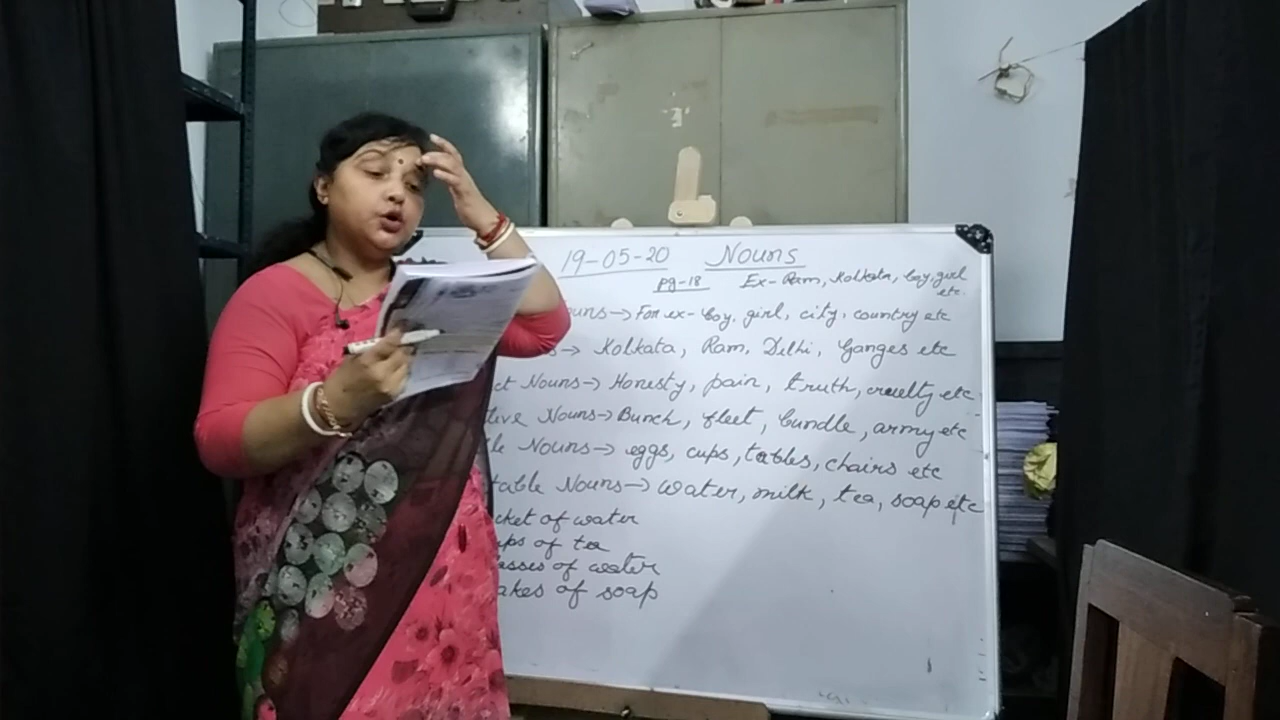 19-05-20 Nouns
pg-18 Ex- Ram, Kolkata, boy, girl
etc.
ouns → For ex- boy, girl, city, country etc
s → Kolkata, Ram, Delhi, Ganges etc
ct Nouns → Honesty, pain, truth, cruelty etc
tive Nouns → Bunch, fleet, bundle, army etc
le Nouns → eggs, cups, tables, chairs etc
table Nouns → water, milk, tea, soap etc
cket of water
ups of tea
asses of water
akes of soap